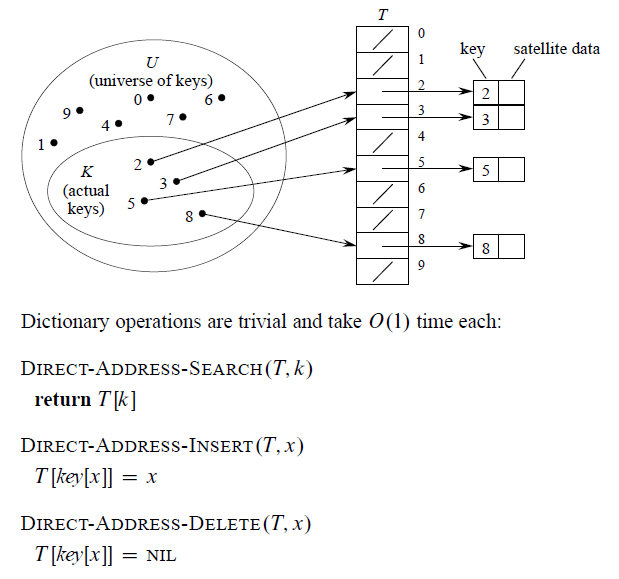 T
U
(universe of keys)
0
6
9
4
7
1
K
(actual
keys)
2
3
5
8
0
1
2
3
4
5
6
7
8
9
key satellite data
2
3
5
8
Dictionary operations are trivial and take O(1) time each:
DIRECT-ADDRESS-SEARCH(T, k)
return T[k]
DIRECT-ADDRESS-INSERT(T, x)
T[key[x]] = x
DIRECT-ADDRESS-DELETE(T, x)
T[key[x]] = NIL